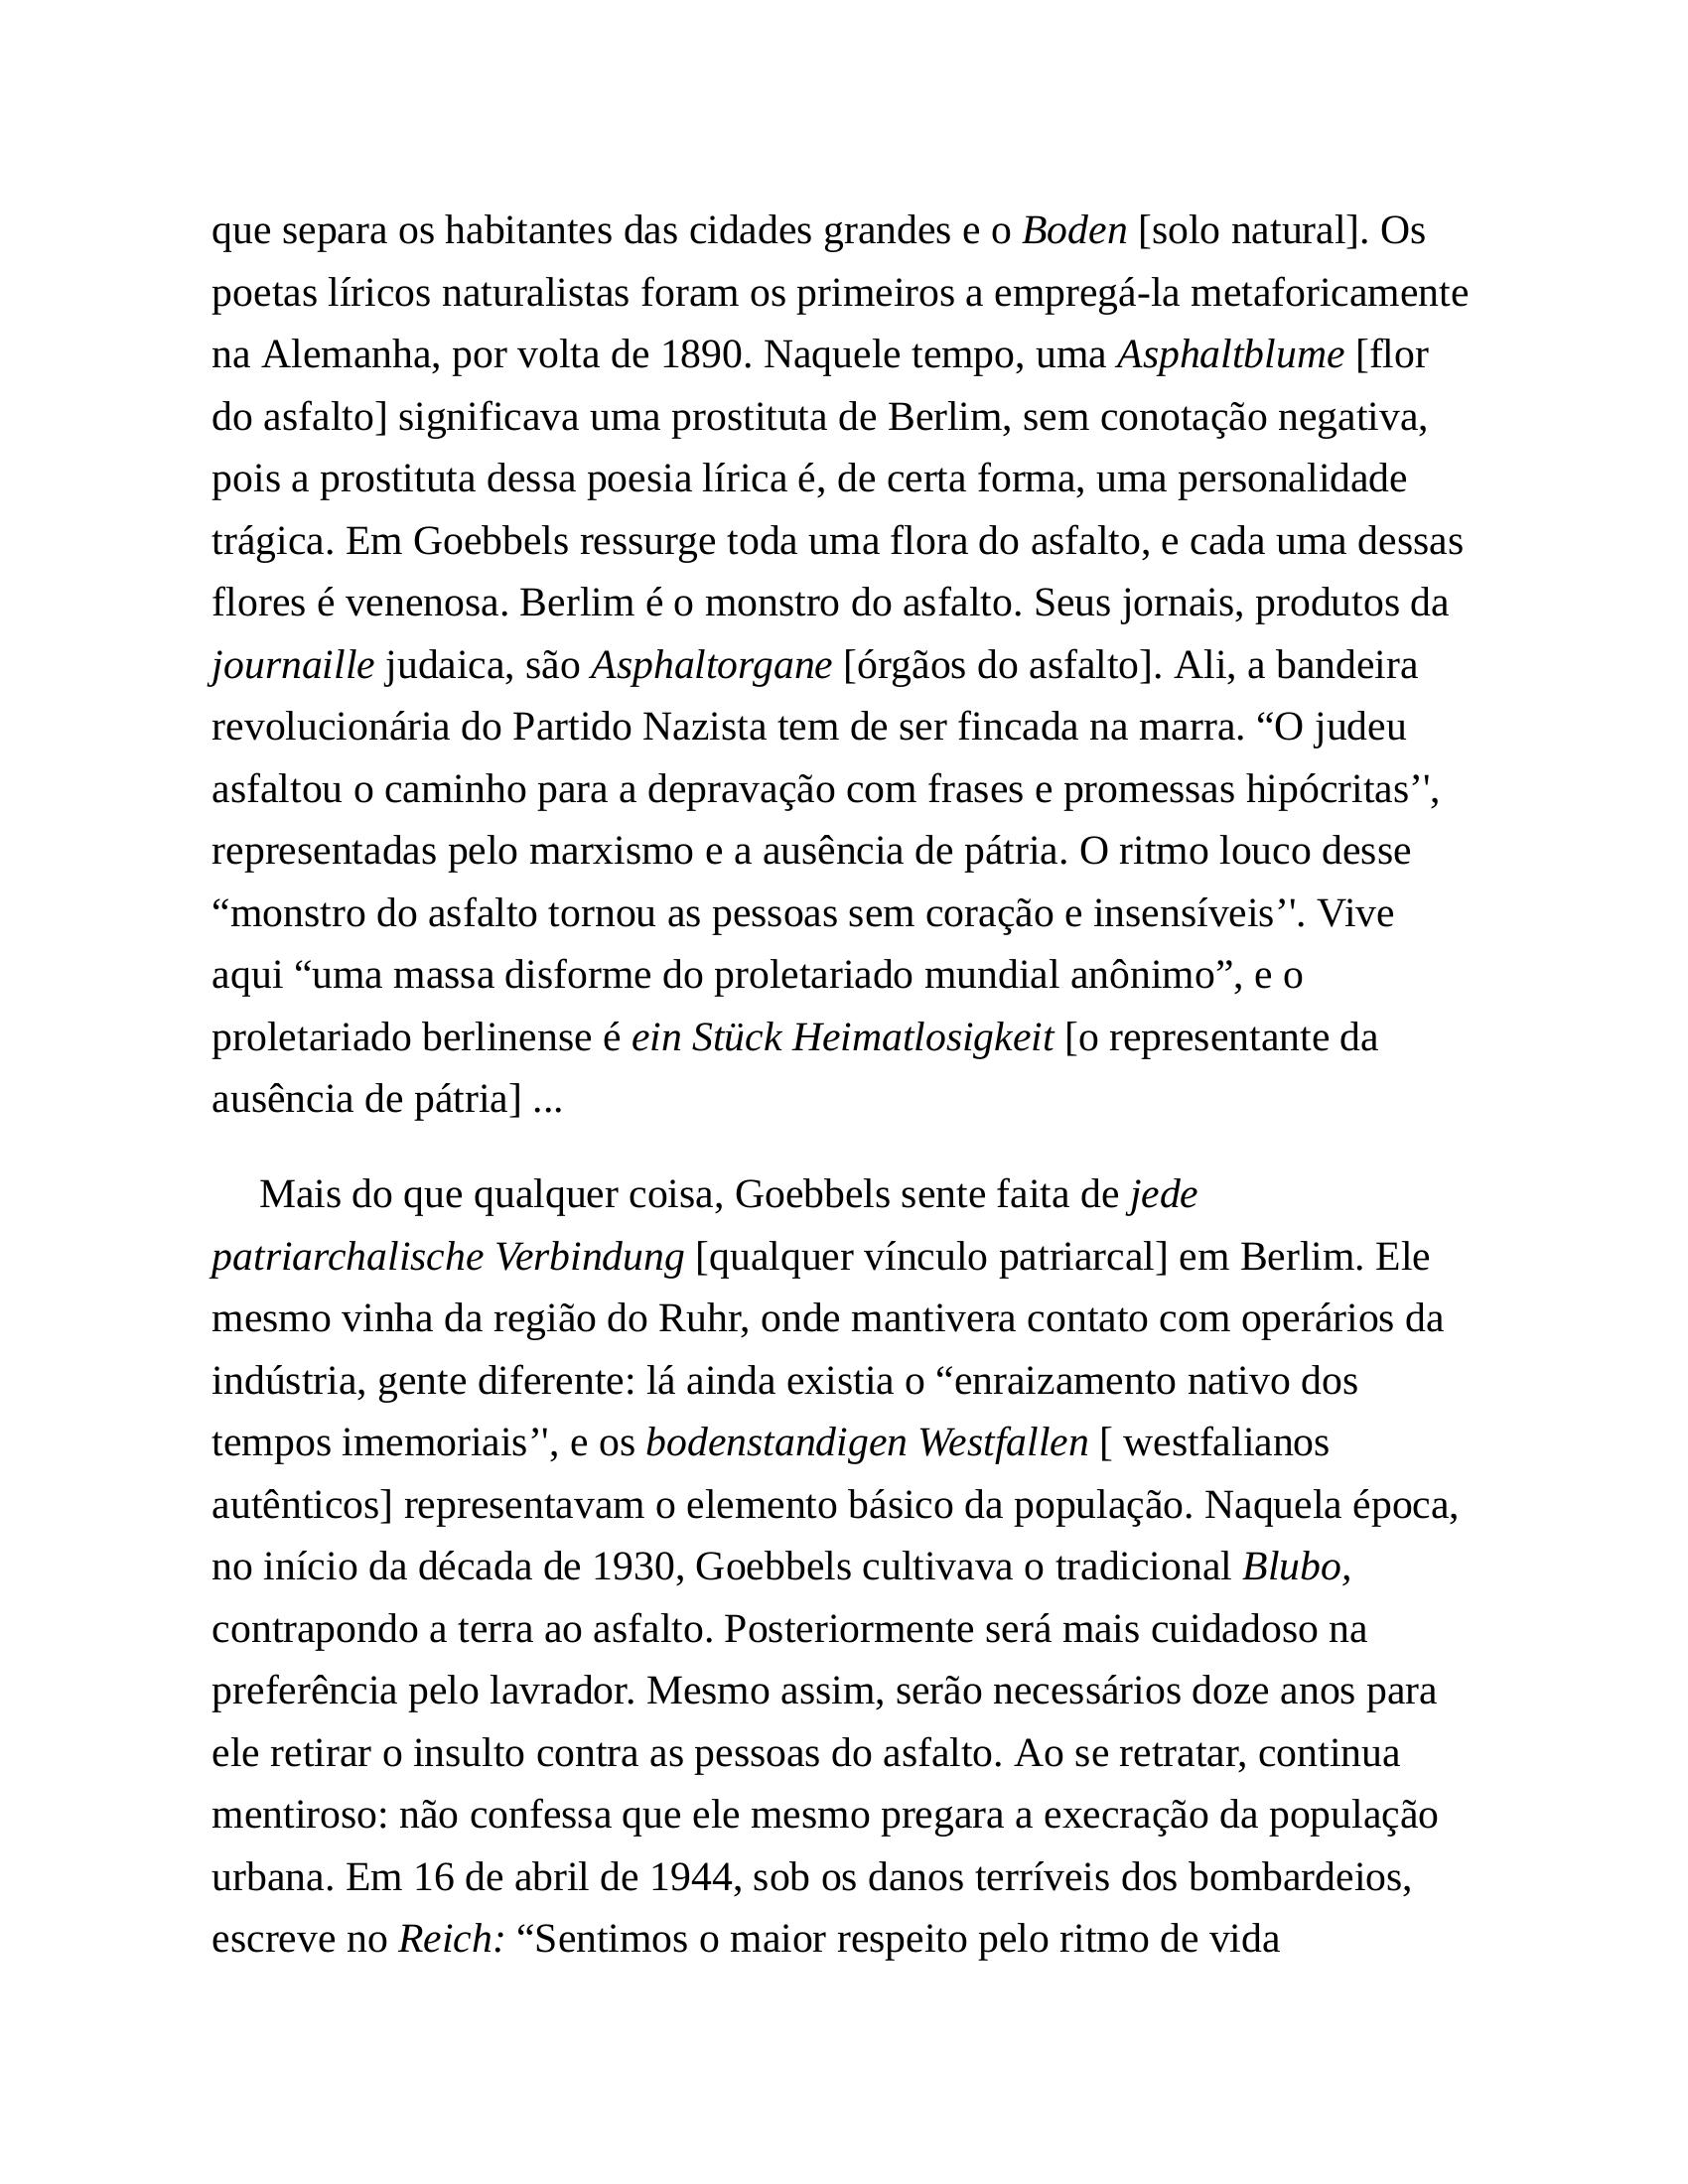 que separa os habitantes das cidades grandes e o Boden [solo natural]. Os
poetas líricos naturalistas foram os primeiros a empregá-la metaforicamente
na Alemanha, por volta de 1890. Naquele tempo, uma Asphaltblume [flor
do asfalto] significava uma prostituta de Berlim, sem conotação negativa,
pois a prostituta dessa poesia lírica é, de certa forma, uma personalidade
trágica. Em Goebbels ressurge toda uma flora do asfalto, e cada uma dessas
flores é venenosa. Berlim é o monstro do asfalto. Seus jornais, produtos da
journaille judaica, são Asphaltorgane [órgãos do asfalto]. Ali, a bandeira
revolucionária do Partido Nazista tem de ser fincada na marra. “O judeu
asfaltou o caminho para a depravação com frases e promessas hipócritas’',
representadas pelo marxismo e a ausência de pátria. O ritmo louco desse
“monstro do asfalto tornou as pessoas sem coração e insensíveis’'. Vive
aqui “uma massa disforme do proletariado mundial anônimo”, e o
proletariado berlinense é ein Stück Heimatlosigkeit [o representante da
ausência de pátria] ...
Mais do que qualquer coisa, Goebbels sente faita de jede
patriarchalische Verbindung [qualquer vínculo patriarcal] em Berlim. Ele
mesmo vinha da região do Ruhr, onde mantivera contato com operários da
indústria, gente diferente: lá ainda existia o “enraizamento nativo dos
tempos imemoriais’', e os bodenstandigen Westfallen [ westfalianos
autênticos] representavam o elemento básico da população. Naquela época,
no início da década de 1930, Goebbels cultivava o tradicional Blubo,
contrapondo a terra ao asfalto. Posteriormente será mais cuidadoso na
preferência pelo lavrador. Mesmo assim, serão necessários doze anos para
ele retirar o insulto contra as pessoas do asfalto. Ao se retratar, continua
mentiroso: não confessa que ele mesmo pregara a execração da população
urbana. Em 16 de abril de 1944, sob os danos terríveis dos bombardeios,
escreve no Reich: “Sentimos o maior respeito pelo ritmo de vida